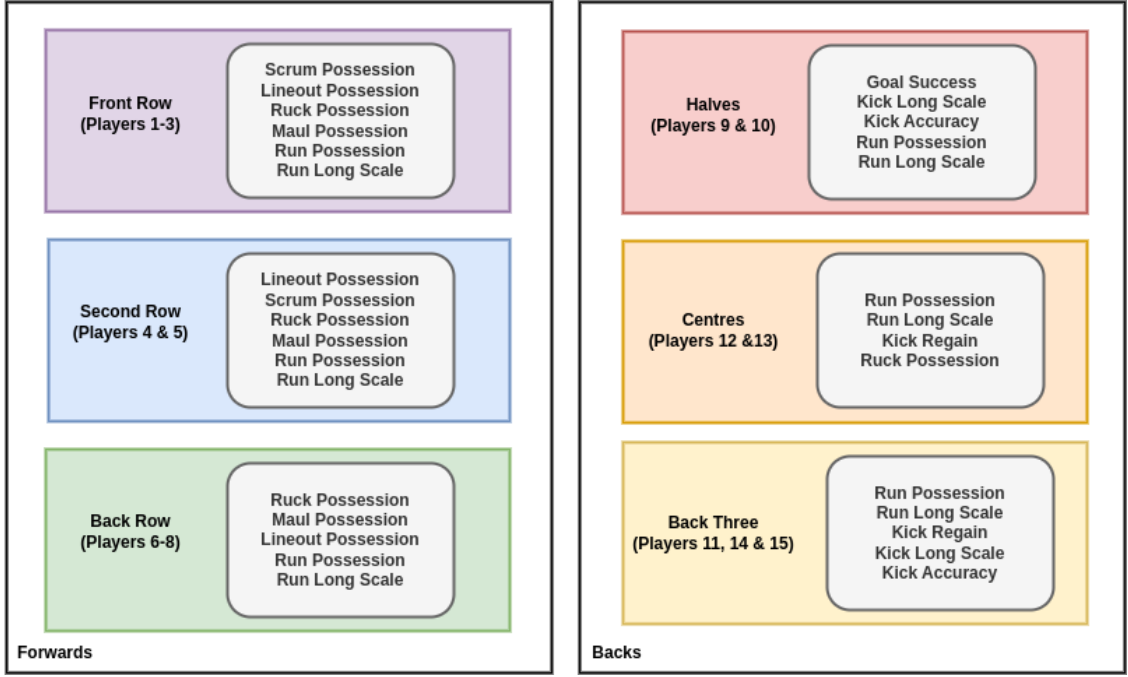 Front Row
(Players 1-3)
Scrum Possession
Lineout Possession
Ruck Possession
Maul Possession
Run Possession
Run Long Scale
Second Row
(Players 4 & 5)
Lineout Possession
Scrum Possession
Ruck Possession
Maul Possession
Run Possession
Run Long Scale
Back Row
(Players 6-8)
Ruck Possession
Maul Possession
Lineout Possession
Run Possession
Run Long Scale
Forwards
Halves
(Players 9 & 10)
Goal Success
Kick Long Scale
Kick Accuracy
Run Possession
Run Long Scale
Centres
(Players 12 &13)
Run Possession
Run Long Scale
Kick Regain
Ruck Possession
Back Three
(Players 11, 14 & 15)
Run Possession
Run Long Scale
Kick Regain
Kick Long Scale
Kick Accuracy
Backs